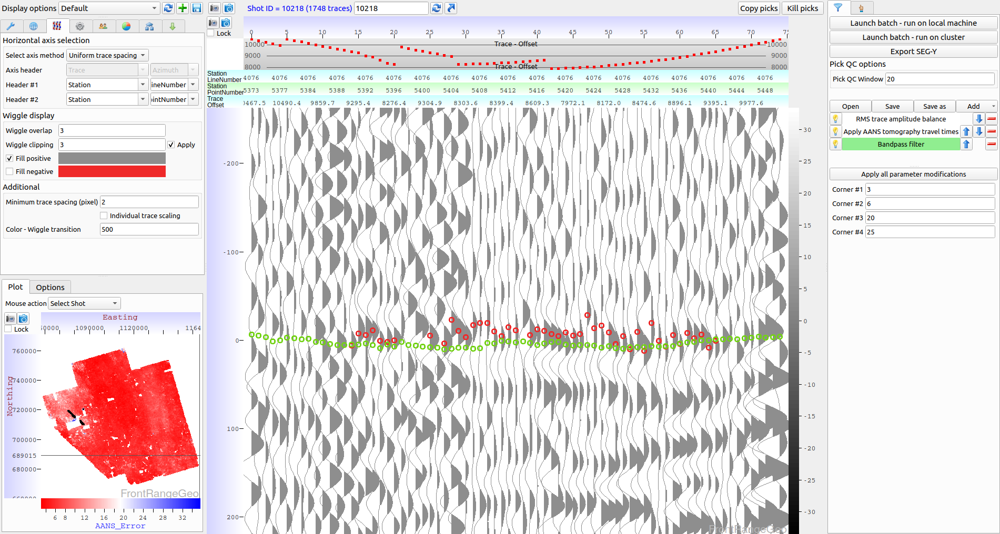 Display options Default
Shot ID = 10218 (1748 traces) 10218
Copy picks Kill picks
Lock
Horizontal axis selection
Select axis method Uniform trace spacing
Axis header Trace Azimuth
Header #1 Station ineNumber
Header #2 Station intNumber
Wiggle display
Wiggle overlap 3
Wiggle clipping 3 Apply
Fill positive
Fill negative
Additional
Minimum trace spacing (pixel) 2
Individual trace scaling
Color - Wiggle transition 500
Plot Options
Mouse action Select Shot
Lock
Easting
1090000 1120000 1164
Northing
760000
740000
720000
700000
689015
680000
FrontRangeGeo
6 8 12 16 20 24 28 32
AANS_Error
0 5 10 15 20 25 30 35 40 45 50 55 60 65 70 75
10000 Trace - Offset 10000
9000 9000
8000 Trace - Offset 8000
Station
LineNumber 4076 4076 4076 4076 4076 4076 4076 4076 4076 4076 4076 4076 4076 4076 4076 4076 4076 4076 4076
Station
PointNumber 5373 5377 5384 5388 5392 5396 5400 5404 5408 5412 5416 5420 5424 5428 5432 5436 5440 5444 5448
Trace
Offset 0467.5 10490.4 9859.7 9295.4 8276.4 9304.9 8303.6 8399.4 8609.3 7972.1 8172.0 8474.6 8896.1 9395.1 9977.6
-200
-100
0
100
200
30
25
20
15
10
5
0
-5
-10
-15
-20
-25
-30
FrontRangeGeo
Launch batch - run on local machine
Launch batch - run on cluster
Export SEG-Y
Pick QC options
Pick QC Window 20
Open Save Save as Add
RMS trace amplitude balance
Apply AANS tomography travel times
Bandpass filter
Apply all parameter modifications
Corner #1 3
Corner #2 6
Corner #3 20
Corner #4 25